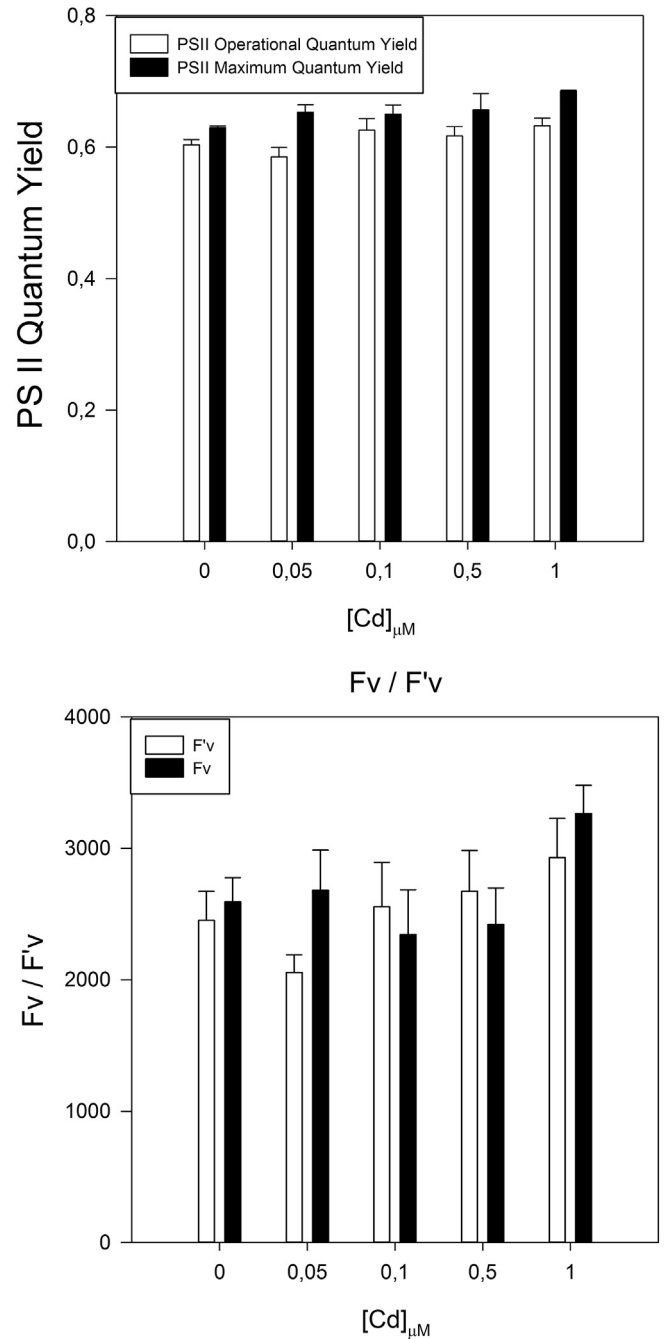 PSII Operational Quantum Yield
PSII Maximum Quantum Yield
PS II Quantum Yield
0,8
0,6
0,4
0,2
0,0
0 0,05 0,1 0,5 1
[Cd]μM
Fv / F'v
F'v
Fv
Fv / F'v
4000
3000
2000
1000
0
0 0,05 0,1 0,5 1
[Cd]μM